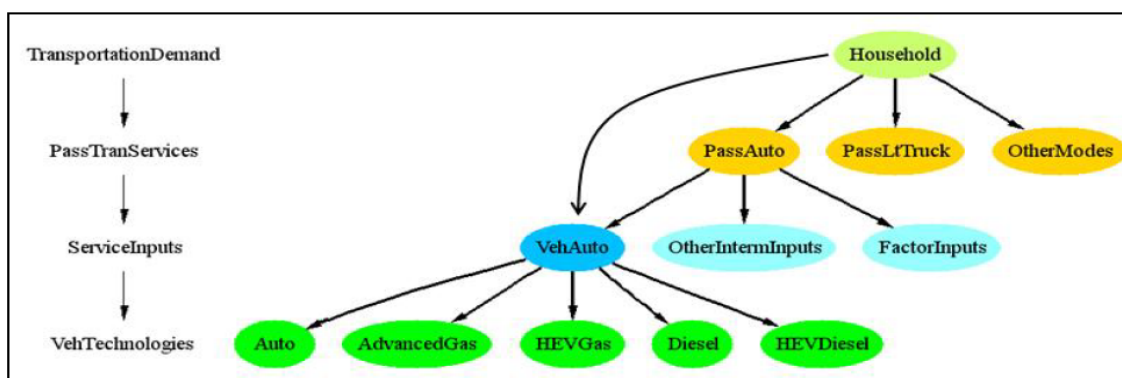 TransportationDemand
Household
PassTranServices
PassAuto
PassLtTruck
OtherModes
ServiceInputs
VehAuto
OtherIntermInputs
FactorInputs
VehTechnologies
Auto
AdvancedGas
HEVGas
Diesel
HEVDiesel